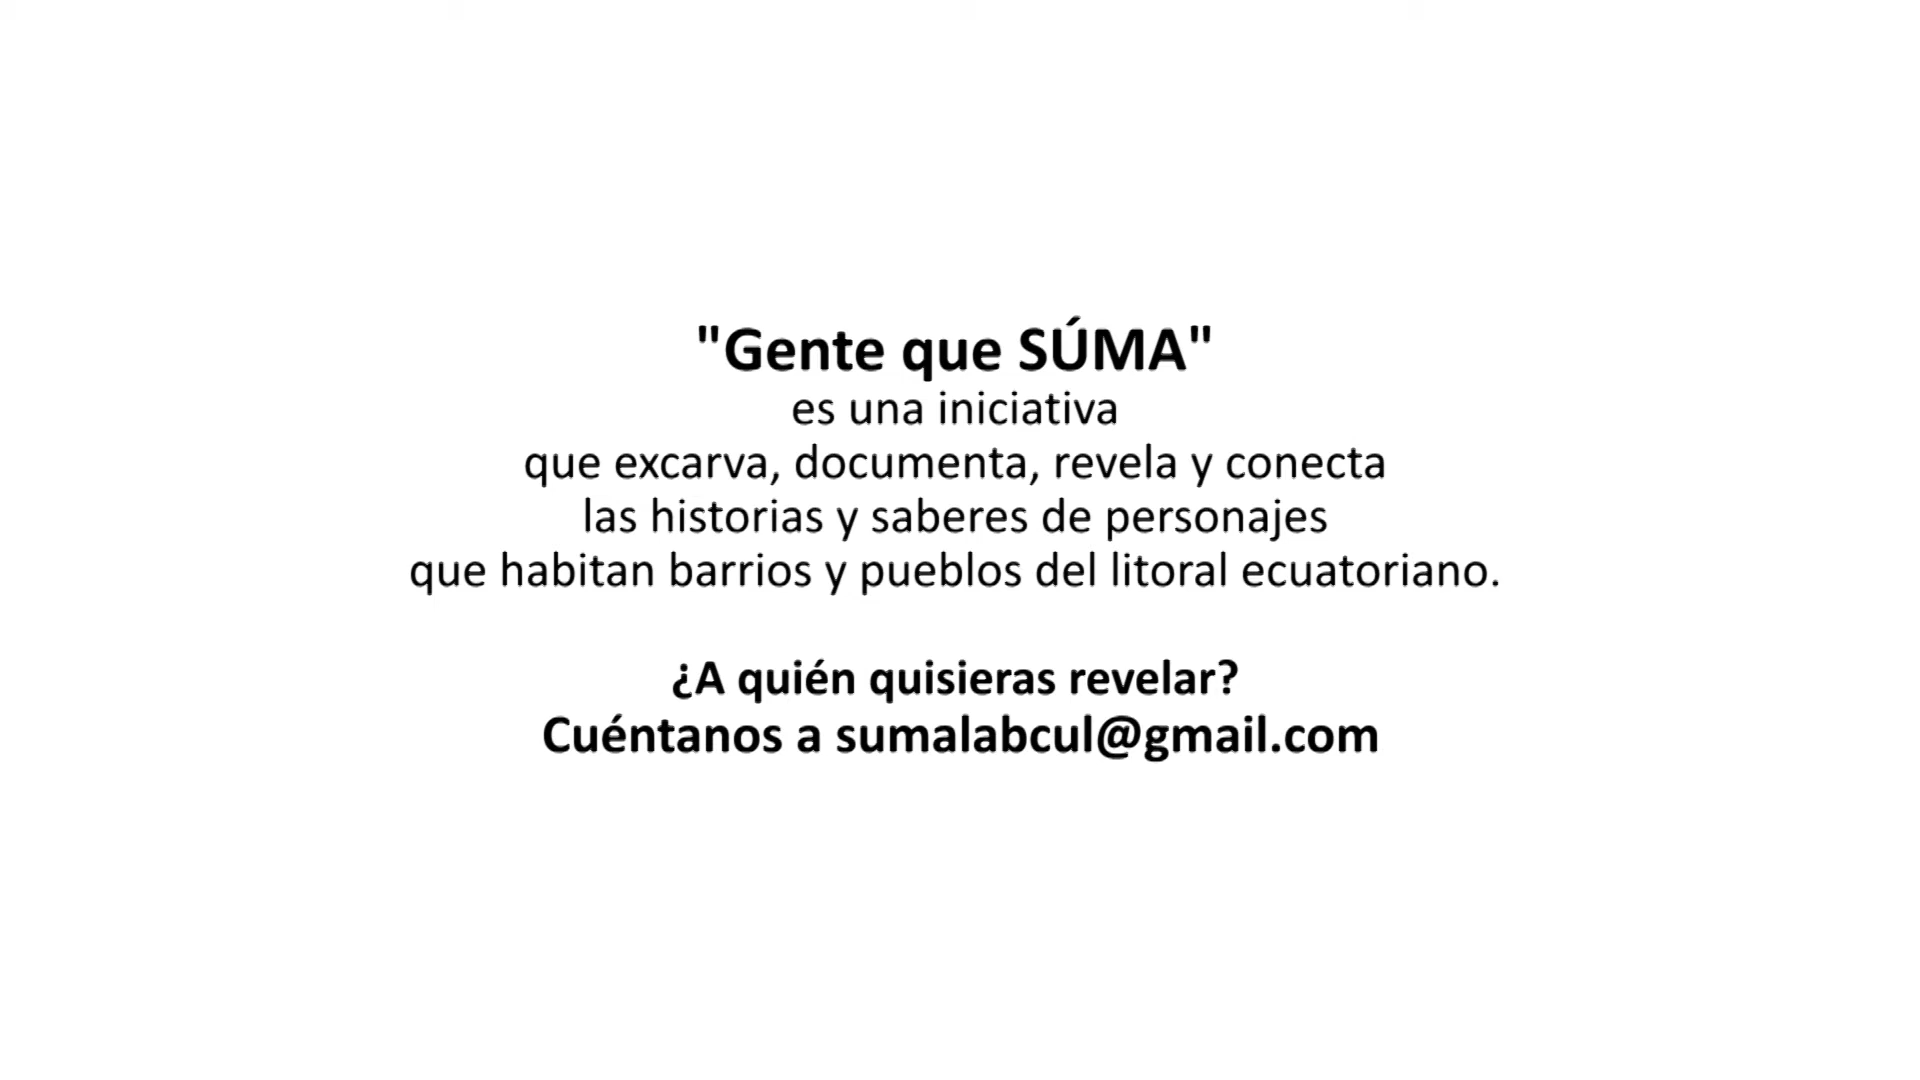 "Gente que SÚMA"
es una iniciativa
que excarva, documenta, revela y conecta
las historias y saberes de personajes
que habitan barrios y pueblos del litoral ecuatoriano.
¿A quién quisieras revelar?
Cuéntanos a sumalabcul@gmail.com